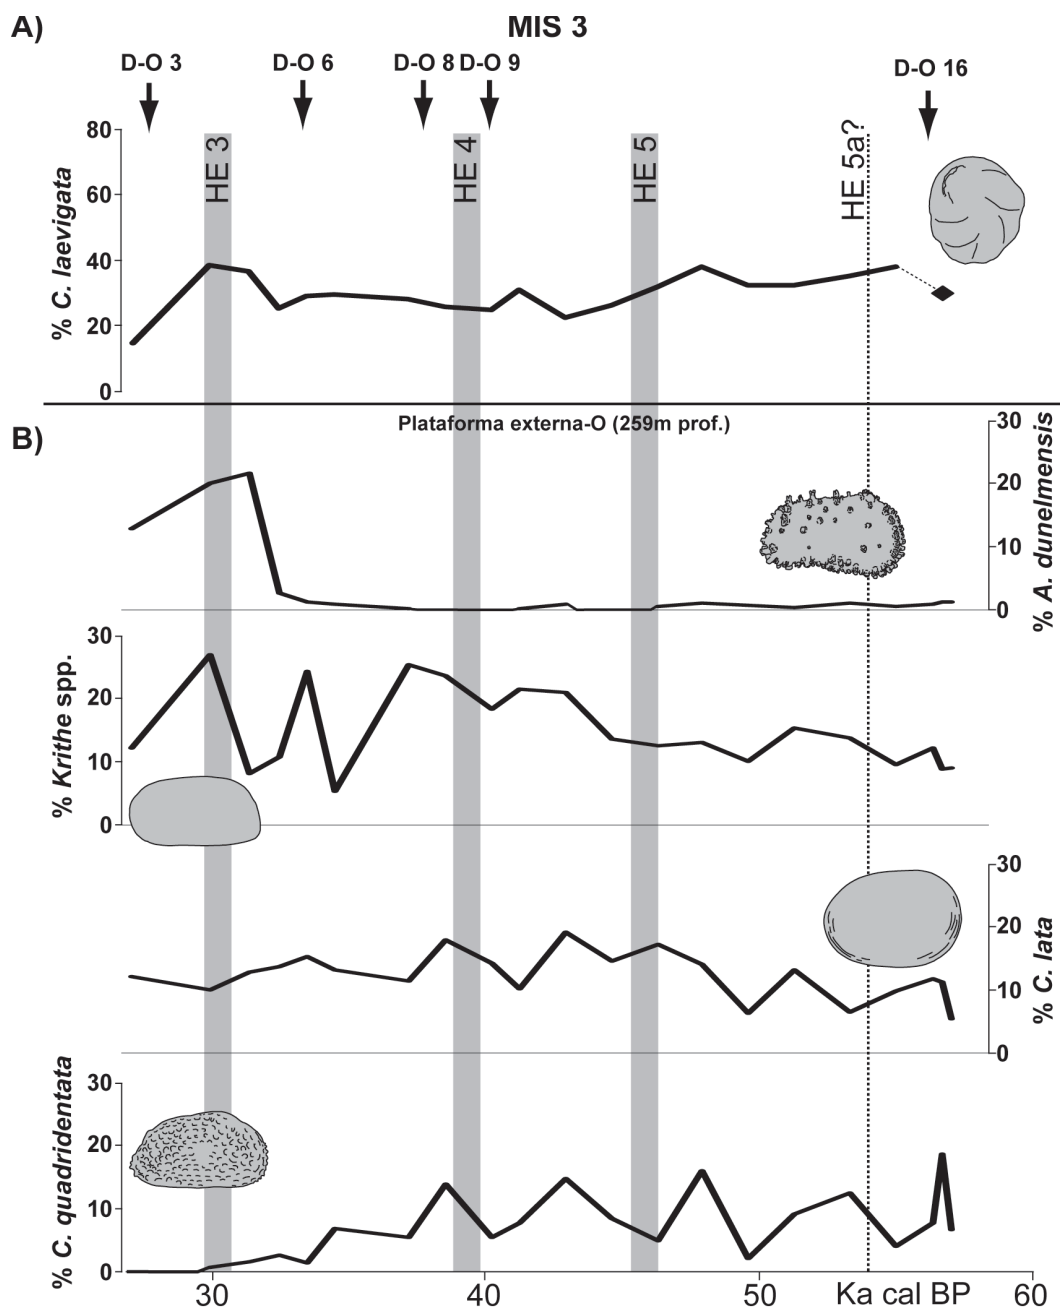 A)
MIS 3
D-O 3
D-O 6
D-O 8
D-O 9
D-O 16
80
60
40
20
0
% C. laevigata
HE 3
HE 4
HE 5
HE 5a?
B)
Plataforma externa-O (259m prof.)
30
20
10
0
% A. dunelmensis
30
20
10
0
% Krithe spp.
30
20
10
0
% C. lata
30
20
10
0
% C. quadridentata
30
40
50
Ka cal BP
60